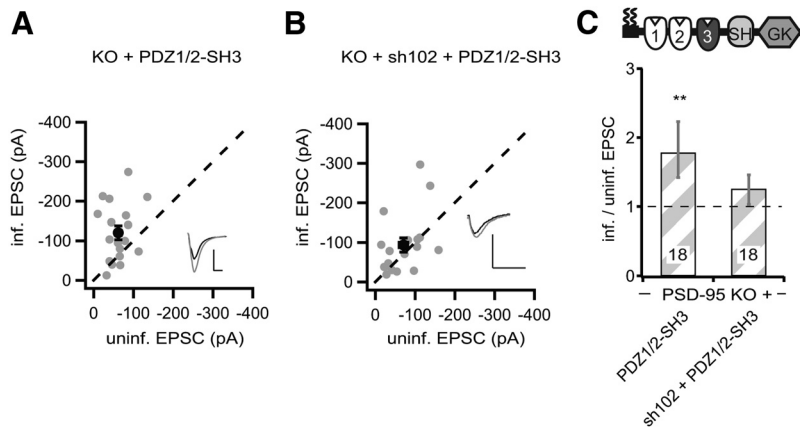 A
KO + PDZ1/2-SH3
inf. EPSC (pA)
-400
-300
-200
-100
0
0 -100 -200 -300 -400
uninf. EPSC (pA)
B
KO + sh102 + PDZ1/2-SH3
inf. EPSC (pA)
-400
-300
-200
-100
0
0 -100 -200 -300 -400
uninf. EPSC (pA)
C
1 2 3 SH GK
inf. / uninf. EPSC
3
2
1
0
**
18 18
– PSD-95 KO + –
PDZ1/2-SH3
sh102 + PDZ1/2-SH3